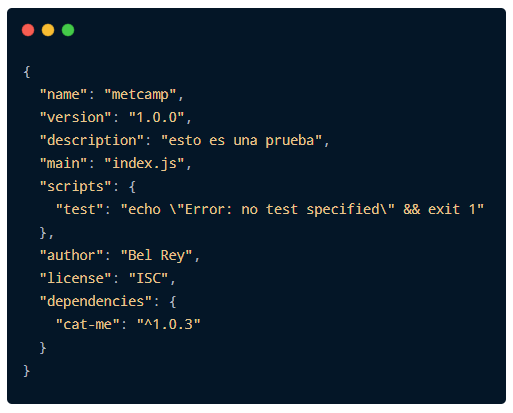 {
  "name": "metcamp",
  "version": "1.0.0",
  "description": "esto es una prueba",
  "main": "index.js",
  "scripts": {
    "test": "echo \"Error: no test specified\" && exit 1"
  },
  "author": "Bel Rey",
  "license": "ISC",
  "dependencies": {
    "cat-me": "^1.0.3"
  }
}